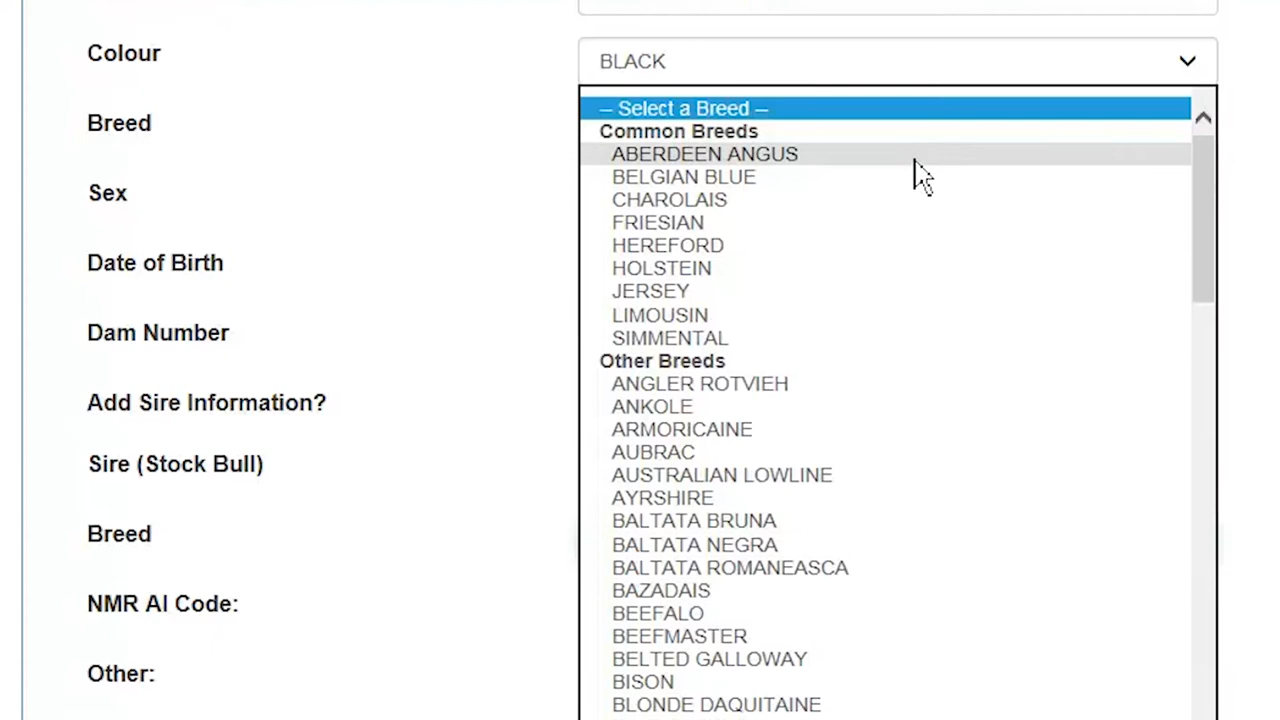 Colour
BLACK
Breed
-- Select a Breed --
Common Breeds
ABERDEEN ANGUS
BELGIAN BLUE
CHAROLAIS
FRIESIAN
HEREFORD
HOLSTEIN
JERSEY
LIMOUSIN
SIMMENTAL
Other Breeds
ANGLER ROTVIEH
ANKOLE
ARMORICAINE
AUBRAC
AUSTRALIAN LOWLINE
AYRSHIRE
BALTATA BRUNA
BALTATA NEGRA
BALTATA ROMANEASCA
BAZADAIS
BEEFALO
BEEFMASTER
BELTED GALLOWAY
BISON
BLONDE DAQUITAINE
Sex
Date of Birth
Dam Number
Add Sire Information?
Sire (Stock Bull)
Breed
NMR AI Code:
Other: